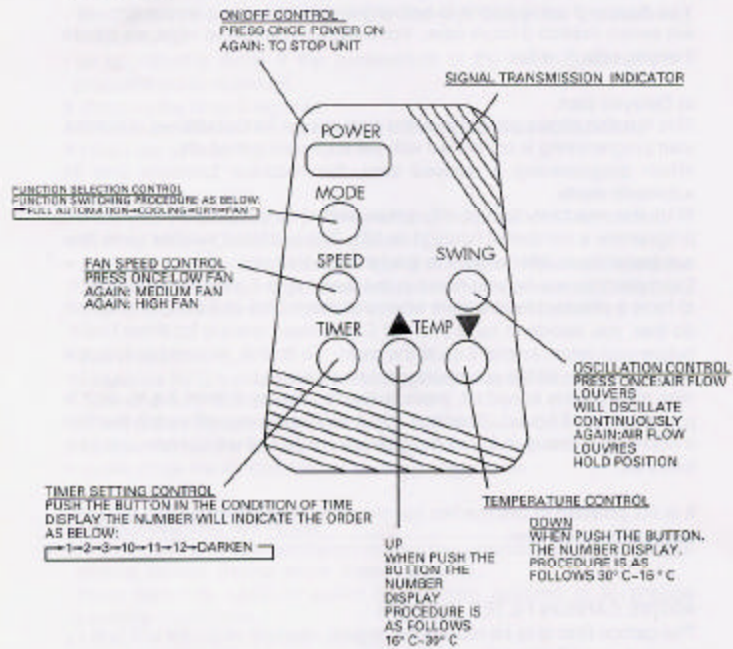 ON/OFF CONTROL
PRESS ONCE POWER ON
AGAIN: TO STOP UNIT
SIGNAL TRANSMISSION INDICATOR
POWER
MODE
FUNCTION SELECTION CONTROL
FUNCTION SWITCHING PROCEDURE AS BELOW:
FULL AUTOMATION→COOLING→DRY→FAN
SPEED
SWING
FAN SPEED CONTROL
PRESS ONCE:LOW FAN
AGAIN: MEDIUM FAN
AGAIN: HIGH FAN
TIMER
▲TEMP▼
OSCILLATION CONTROL
PRESS ONCE:AIR FLOW
LOUVERS
WILL OSCILLATE
CONTINUOUSLY
AGAIN:AIR FLOW
LOUVRES
HOLD POSITION
TIMER SETTING CONTROL
PUSH THE BUTTON IN THE CONDITION OF TIME
DISPLAY THE NUMBER WILL INDICATE THE ORDER
AS BELOW:
→1→2→3→10→11→12→DARKEN
UP
WHEN PUSH THE
BUTTON THE
NUMBER
DISPLAY
PROCEDURE IS
AS FOLLOWS
16° C–30° C
TEMPERATURE CONTROL
DOWN
WHEN PUSH THE BUTTON.
THE NUMBER DISPLAY.
PROCEDURE IS AS
FOLLOWS 30° C–16 ° C